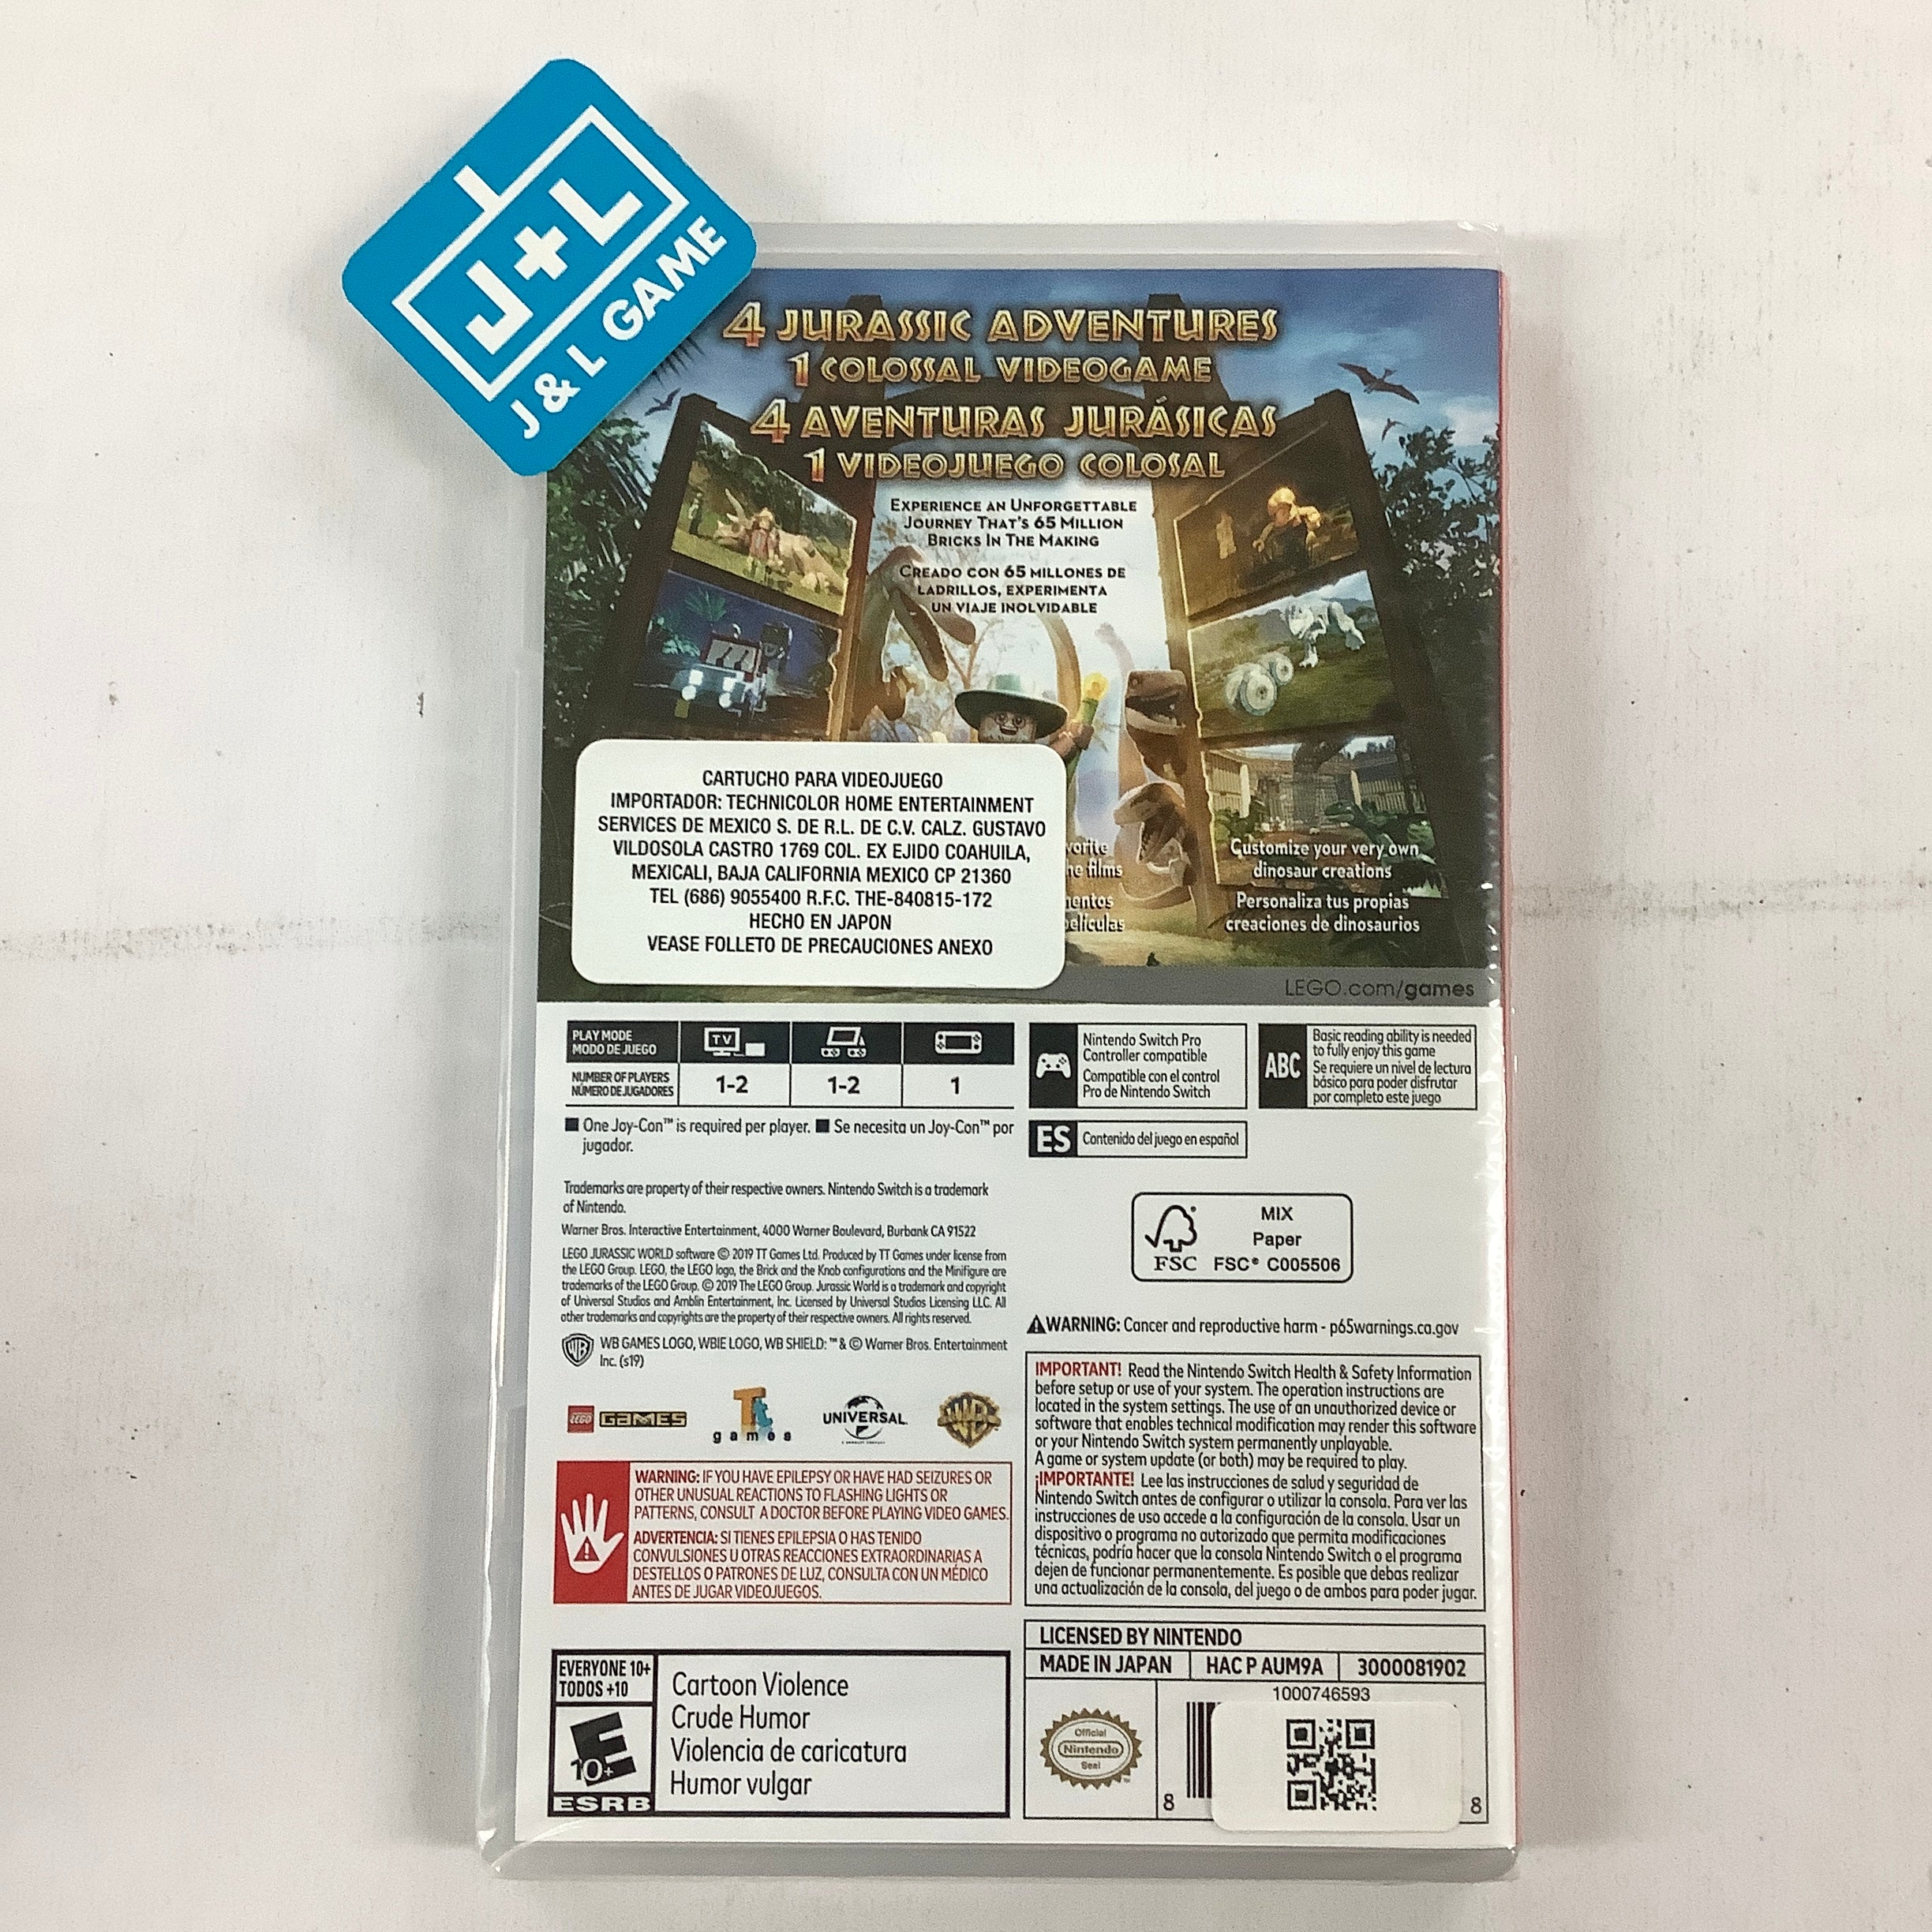 J+L
J & L GAME
4 JURASSIC ADVENTURES
1 COLOSSAL VIDEOGAME
4 AVENTURAS JURÁSICAS
1 VIDEOJUEGO COLOSAL
EXPERIENCE AN UNFORGETTABLE
JOURNEY THAT'S 65 MILLION
BRICKS IN THE MAKING
CREADO CON 65 MILLONES DE
LADRILLOS, EXPERIMENTA
UN VIAJE INOLVIDABLE
CARTUCHO PARA VIDEOJUEGO
IMPORTADOR: TECHNICOLOR HOME ENTERTAINMENT
SERVICES DE MEXICO S. DE R.L. DE C.V. CALZ. GUSTAVO
VILDOSOLA CASTRO 1769 COL. EX EJIDO COAHUILA,
MEXICALI, BAJA CALIFORNIA MEXICO CP 21360
TEL (686) 9055400 R.F.C. THE-840815-172
HECHO EN JAPON
VEASE FOLLETO DE PRECAUCIONES ANEXO
films
Customize your very own
dinosaur creations
Personaliza tus propias
creaciones de dinosaurios
LEGO.com/games
PLAY MODE
MODO DE JUEGO
TV
NUMBER OF PLAYERS
NÚMERO DE JUGADORES
1-2
1-2
1
■ One Joy-Con™ is required per player. ■ Se necesita un Joy-Con™ por
jugador.
Nintendo Switch Pro
Controller compatible
Compatible con el control
Pro de Nintendo Switch
ABC
Basic reading ability is needed
to fully enjoy this game
Se requiere un nivel de lectura
básico para poder disfrutar
por completo este juego
ES
Contenido del juego en español
Trademarks are property of their respective owners. Nintendo Switch is a trademark
of Nintendo.
Warner Bros. Interactive Entertainment, 4000 Warner Boulevard, Burbank CA 91522
LEGO JURASSIC WORLD software © 2019 TT Games Ltd. Produced by TT Games under license from
the LEGO Group. LEGO, the LEGO logo, the Brick and the Knob configurations and the Minifigure are
trademarks of the LEGO Group. © 2019 The LEGO Group. Jurassic World is a trademark and copyright
of Universal Studios and Amblin Entertainment, Inc. Licensed by Universal Studios Licensing LLC. All
other trademarks and copyrights are the property of their respective owners. All rights reserved.
WB GAMES LOGO, WBIE LOGO, WB SHIELD: ™ & © Warner Bros. Entertainment
Inc. (s19)
LEGO GAMES
TT games
UNIVERSAL
WB
MIX
Paper
FSC FSC® C005506
WARNING: Cancer and reproductive harm - p65warnings.ca.gov
IMPORTANT! Read the Nintendo Switch Health & Safety Information
before setup or use of your system. The operation instructions are
located in the system settings. The use of an unauthorized device or
software that enables technical modification may render this software
or your Nintendo Switch system permanently unplayable.
A game or system update (or both) may be required to play.
¡IMPORTANTE! Lee las instrucciones de salud y seguridad de
Nintendo Switch antes de configurar o utilizar la consola. Para ver las
instrucciones de uso accede a la configuración de la consola. Usar un
dispositivo o programa no autorizado que permita modificaciones
técnicas, podría hacer que la consola Nintendo Switch o el programa
dejen de funcionar permanentemente. Es posible que debas realizar
una actualización de la consola, del juego o de ambos para poder jugar.
WARNING: IF YOU HAVE EPILEPSY OR HAVE HAD SEIZURES OR
OTHER UNUSUAL REACTIONS TO FLASHING LIGHTS OR
PATTERNS, CONSULT A DOCTOR BEFORE PLAYING VIDEO GAMES.
ADVERTENCIA: SI TIENES EPILEPSIA O HAS TENIDO
CONVULSIONES U OTRAS REACCIONES EXTRAORDINARIAS A
DESTELLOS O PATRONES DE LUZ, CONSULTA CON UN MÉDICO
ANTES DE JUGAR VIDEOJUEGOS.
EVERYONE 10+
TODOS +10
E
10+
ESRB
Cartoon Violence
Crude Humor
Violencia de caricatura
Humor vulgar
LICENSED BY NINTENDO
MADE IN JAPAN
HAC P AUM9A
3000081902
1000746593
Official
Nintendo
Seal
8
8